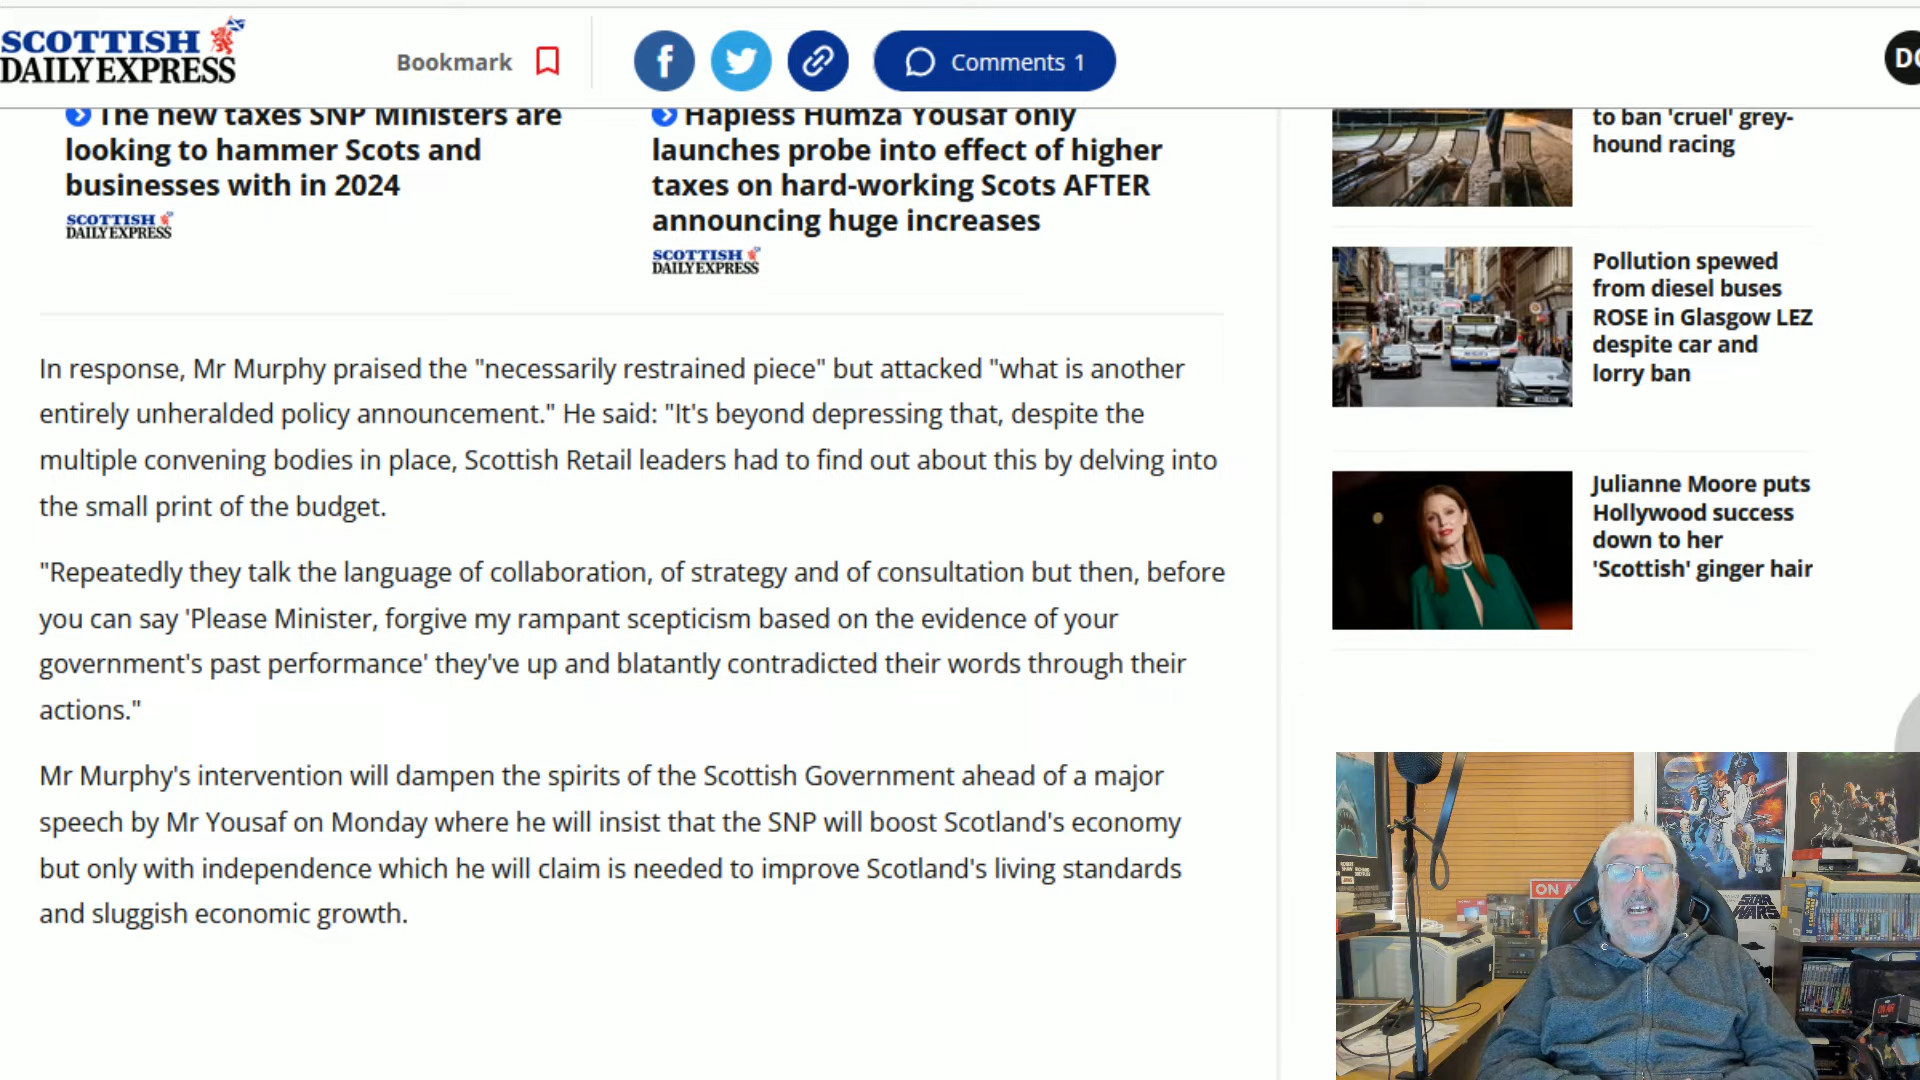 SCOTTISH
DAILY EXPRESS
Bookmark
Comments 1
The new taxes SNP Ministers are
looking to hammer Scots and
businesses with in 2024
SCOTTISH
DAILY EXPRESS
Hapless Humza Yousaf only
launches probe into effect of higher
taxes on hard-working Scots AFTER
announcing huge increases
SCOTTISH
DAILY EXPRESS
In response, Mr Murphy praised the "necessarily restrained piece" but attacked "what is another
entirely unheralded policy announcement." He said: "It's beyond depressing that, despite the
multiple convening bodies in place, Scottish Retail leaders had to find out about this by delving into
the small print of the budget.
"Repeatedly they talk the language of collaboration, of strategy and of consultation but then, before
you can say 'Please Minister, forgive my rampant scepticism based on the evidence of your
government's past performance' they've up and blatantly contradicted their words through their
actions."
Mr Murphy's intervention will dampen the spirits of the Scottish Government ahead of a major
speech by Mr Yousaf on Monday where he will insist that the SNP will boost Scotland's economy
but only with independence which he will claim is needed to improve Scotland's living standards
and sluggish economic growth.
to ban 'cruel' grey-
hound racing
Pollution spewed
from diesel buses
ROSE in Glasgow LEZ
despite car and
lorry ban
Julianne Moore puts
Hollywood success
down to her
'Scottish' ginger hair
ON A
STAR
WARS